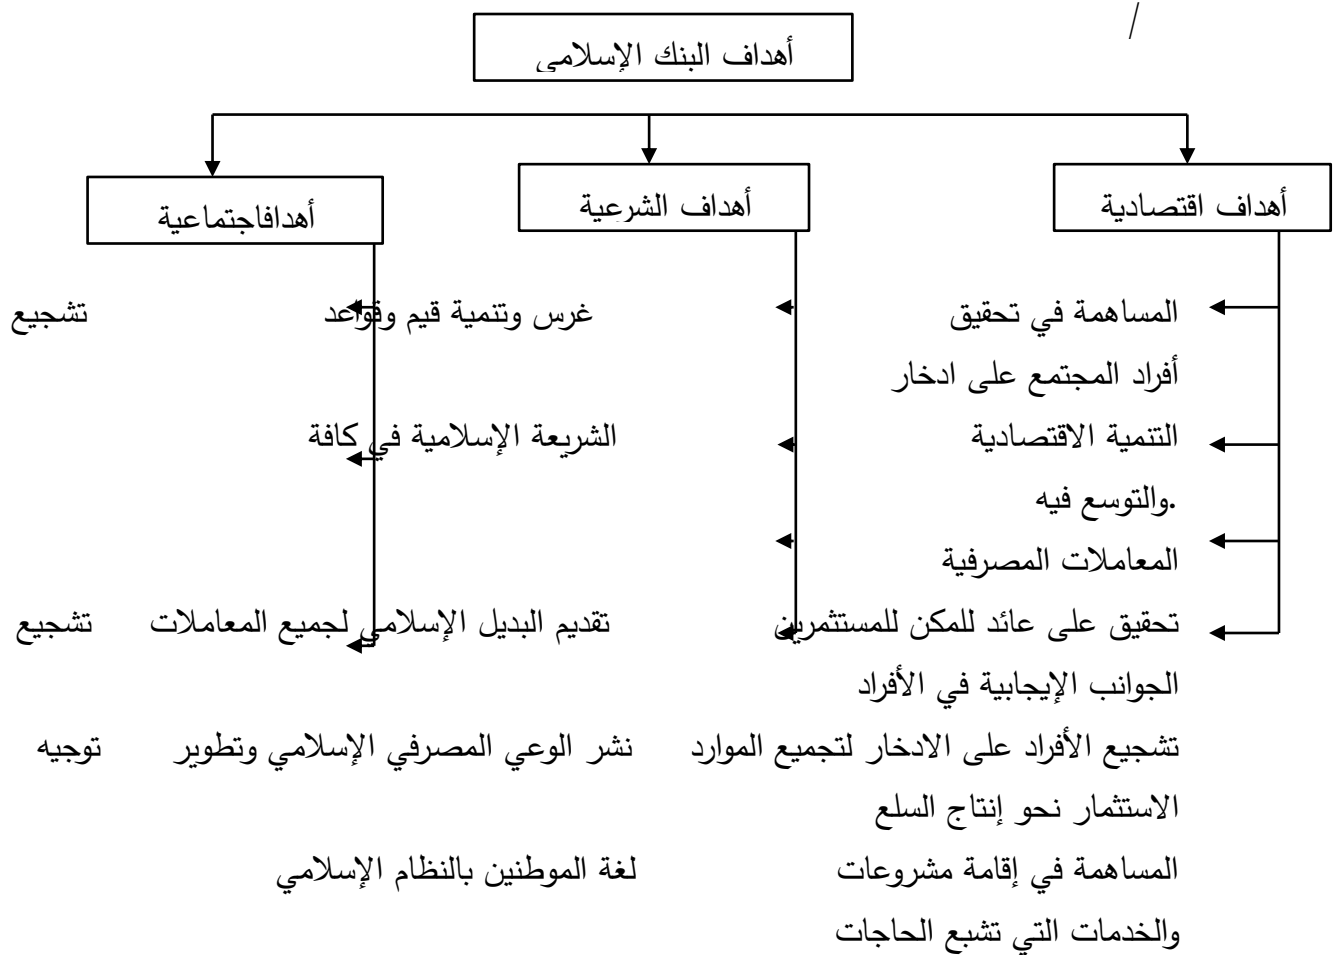 أهداف البنك الإسلامي
أهداف اقتصادية
أهداف الشرعية
أهدافاجتماعية
المساهمة في تحقيق غرس وتنمية قيم وقواعد تشجيع
أفراد المجتمع على ادخار
التنمية الاقتصادية الشريعة الإسلامية في كافة
والتوسع فيه.
المعاملات المصرفية
تحقيق على عائد للمكن للمستثمرين تقديم البديل الإسلامي لجميع المعاملات تشجيع
الجوانب الإيجابية في الأفراد
تشجيع الأفراد على الادخار لتجميع الموارد نشر الوعي المصرفي الإسلامي وتطوير توجيه
الاستثمار نحو إنتاج السلع
المساهمة في إقامة مشروعات لغة الموطنين بالنظام الإسلامي
والخدمات التي تشبع الحاجات